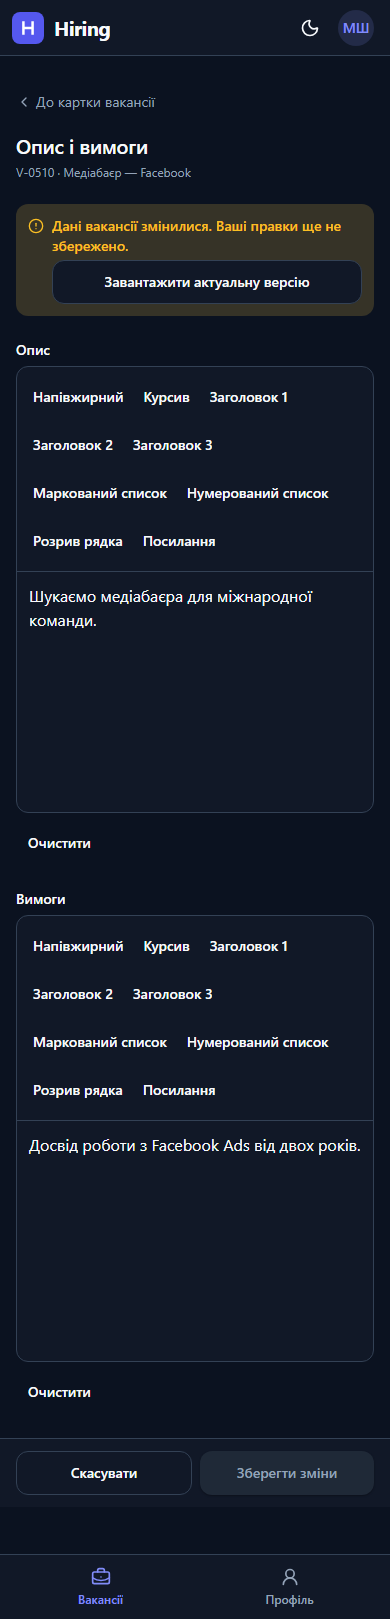 H Hiring МШ
До картки вакансії
Опис і вимоги
V-0510 · Медіабаєр — Facebook
Дані вакансії змінилися. Ваші правки ще не
збережено.
Завантажити актуальну версію
Опис
Напівжирний Курсив Заголовок 1
Заголовок 2 Заголовок 3
Маркований список Нумерований список
Розрив рядка Посилання
Шукаємо медіабаєра для міжнародної
команди.
Очистити
Вимоги
Напівжирний Курсив Заголовок 1
Заголовок 2 Заголовок 3
Маркований список Нумерований список
Розрив рядка Посилання
Досвід роботи з Facebook Ads від двох років.
Очистити
Скасувати Зберегти зміни
Вакансії Профіль